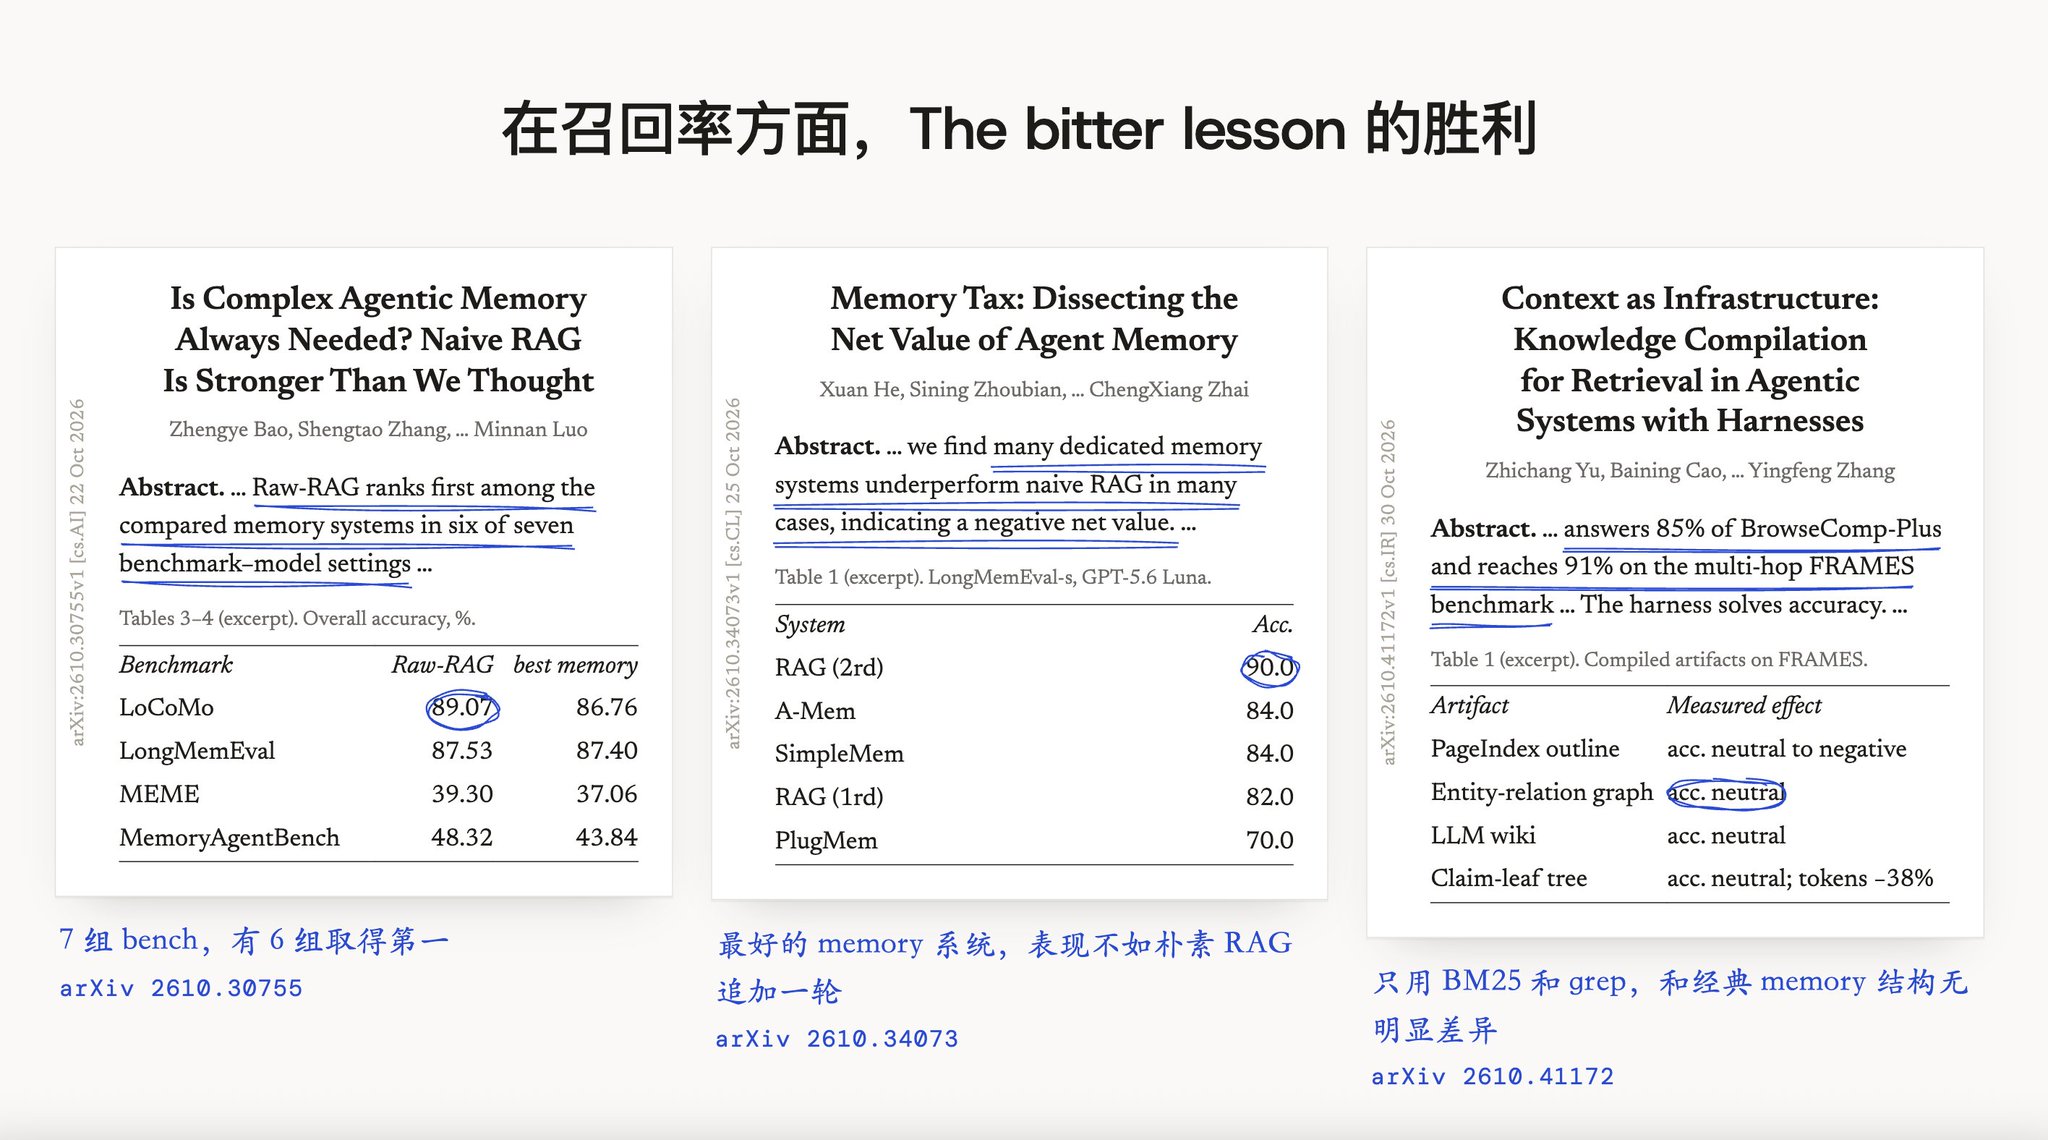 在召回率方面，The bitter lesson 的胜利
Is Complex Agentic Memory
Always Needed? Naive RAG
Is Stronger Than We Thought
Zhengye Bao, Shengtao Zhang, ... Minnan Luo
arXiv:2610.30755v1 [cs.AI] 22 Oct 2026
Abstract. ... Raw-RAG ranks first among the
compared memory systems in six of seven
benchmark–model settings ...
Tables 3–4 (excerpt). Overall accuracy, %.
Benchmark Raw-RAG best memory
LoCoMo 89.07 86.76
LongMemEval 87.53 87.40
MEME 39.30 37.06
MemoryAgentBench 48.32 43.84
7 组 bench，有 6 组取得第一
arXiv 2610.30755
Memory Tax: Dissecting the
Net Value of Agent Memory
Xuan He, Sining Zhoubian, ... ChengXiang Zhai
arXiv:2610.34073v1 [cs.CL] 25 Oct 2026
Abstract. ... we find many dedicated memory
systems underperform naive RAG in many
cases, indicating a negative net value. ...
Table 1 (excerpt). LongMemEval-s, GPT-5.6 Luna.
System Acc.
RAG (2rd) 90.0
A-Mem 84.0
SimpleMem 84.0
RAG (1rd) 82.0
PlugMem 70.0
最好的 memory 系统，表现不如朴素 RAG
追加一轮
arXiv 2610.34073
Context as Infrastructure:
Knowledge Compilation
for Retrieval in Agentic
Systems with Harnesses
Zhichang Yu, Baining Cao, ... Yingfeng Zhang
arXiv:2610.41172v1 [cs.IR] 30 Oct 2026
Abstract. ... answers 85% of BrowseComp-Plus
and reaches 91% on the multi-hop FRAMES
benchmark ... The harness solves accuracy. ...
Table 1 (excerpt). Compiled artifacts on FRAMES.
Artifact Measured effect
PageIndex outline acc. neutral to negative
Entity-relation graph acc. neutral
LLM wiki acc. neutral
Claim-leaf tree acc. neutral; tokens −38%
只用 BM25 和 grep，和经典 memory 结构无
明显差异
arXiv 2610.41172